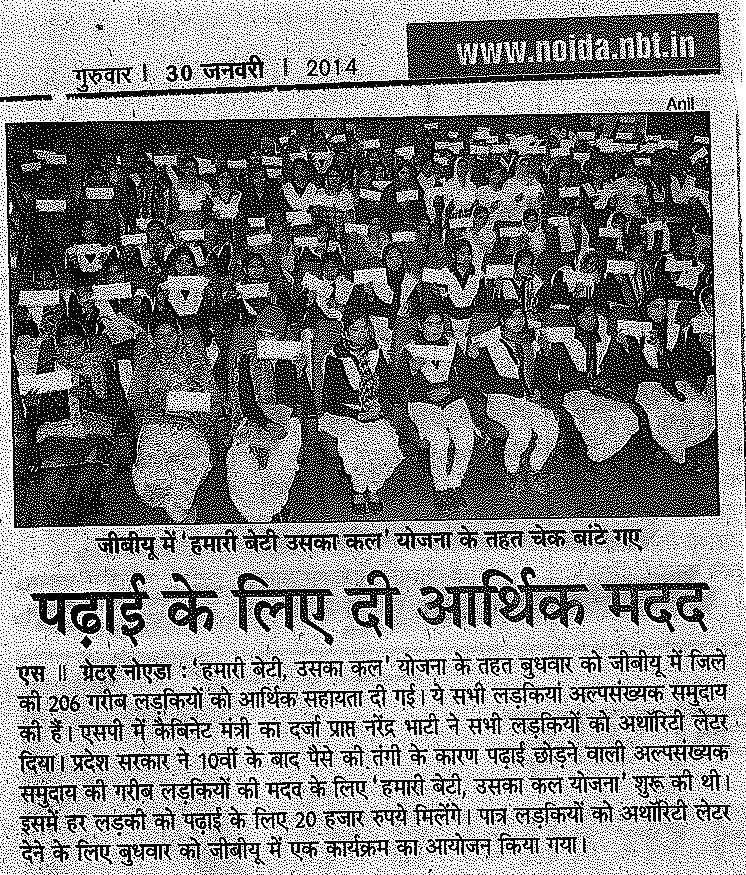 www.noida.nbt.in
गुरुवार । 30 जनवरी । 2014
Anil
जीबीयू में 'हमारी बेटी उसका कल' योजना के तहत चेक बांटे गए
पढ़ाई के लिए दी आर्थिक मदद
एस ॥ ग्रेटर नोएडा : 'हमारी बेटी, उसका कल' योजना के तहत बुधवार को जीबीयू में जिले
की 206 गरीब लड़कियों को आर्थिक सहायता दी गई। ये सभी लड़कियां अल्पसंख्यक समुदाय
की हैं। एसपी में कैबिनेट मंत्री का दर्जा प्राप्त नरेंद्र भाटी ने सभी लड़कियों को अथॉरिटी लेटर
दिया। प्रदेश सरकार ने 10वीं के बाद पैसे की तंगी के कारण पढ़ाई छोड़ने वाली अल्पसंख्यक
समुदाय की गरीब लड़कियों की मदद के लिए 'हमारी बेटी, उसका कल योजना' शुरू की थी।
इसमें हर लड़की को पढ़ाई के लिए 20 हजार रुपये मिलेंगे। पात्र लड़कियों को अथॉरिटी लेटर
देने के लिए बुधवार को जीबीयू में एक कार्यक्रम का आयोजन किया गया।